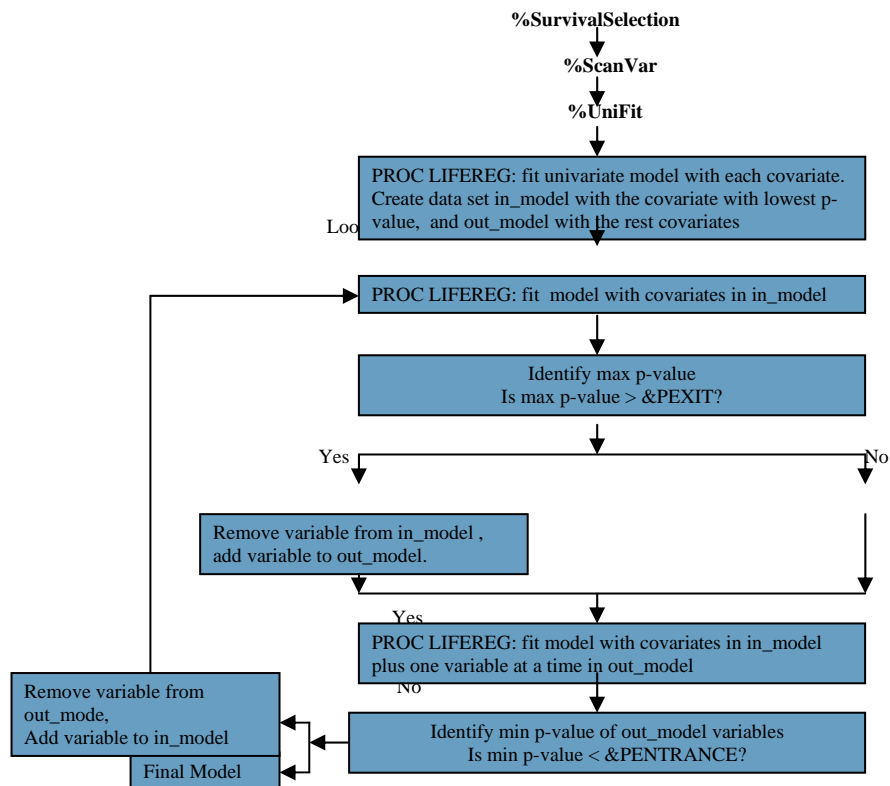 %SurvivalSelection
%ScanVar
%UniFit
PROC LIFEREG: fit univariate model with each covariate.
Create data set in_model with the covariate with lowest p-
value, and out_model with the rest covariates
Loo
PROC LIFEREG: fit model with covariates in in_model
Identify max p-value
Is max p-value > &PEXIT?
Yes
No
Remove variable from in_model ,
add variable to out_model.
Yes
PROC LIFEREG: fit model with covariates in in_model
plus one variable at a time in out_model
No
Remove variable from
out_mode,
Add variable to in_model
Identify min p-value of out_model variables
Is min p-value < &PENTRANCE?
Final Model